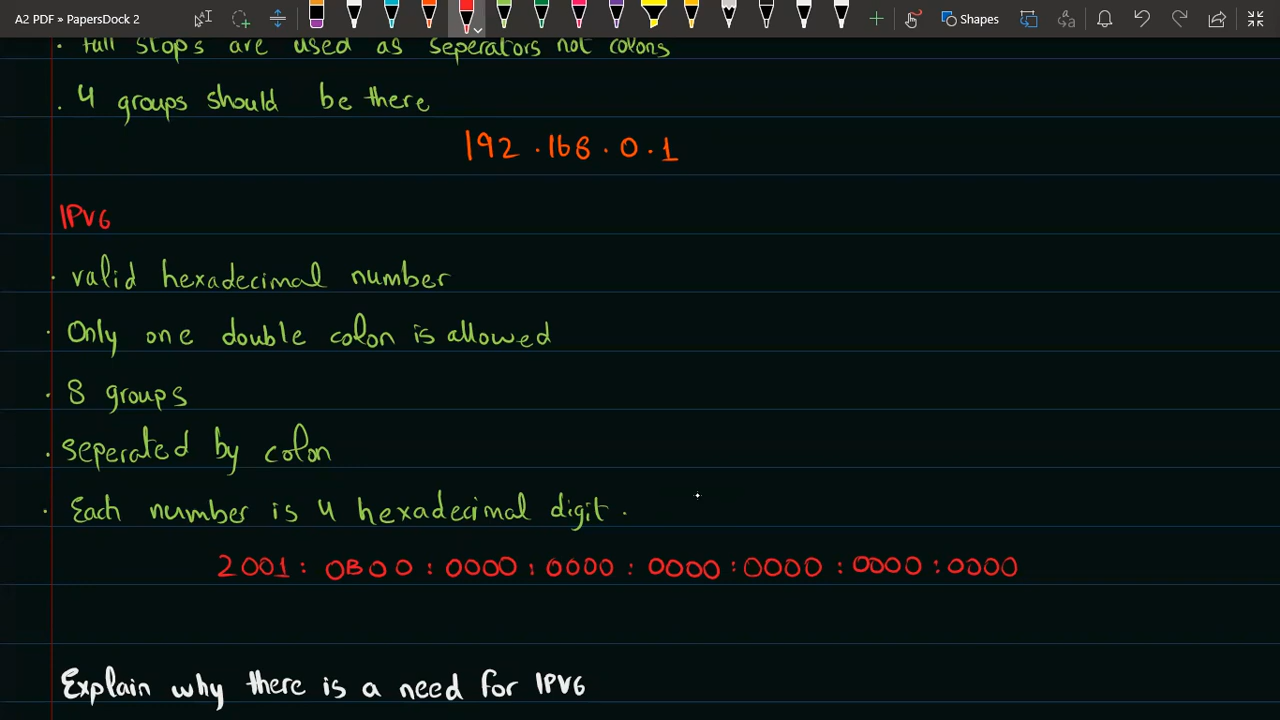 A2 PDF » PapersDock 2
Shapes
. full stops are used as seperators not colons
. 4 groups should be there
192 . 168 . 0 . 1
IPV6
. valid hexadecimal number
. Only one double colon is allowed
. 8 groups
. seperated by colon
. Each number is 4 hexadecimal digit .
2001 : 0B00 : 0000 : 0000 : 0000 : 0000 : 0000 : 0000
Explain why there is a need for IPV6